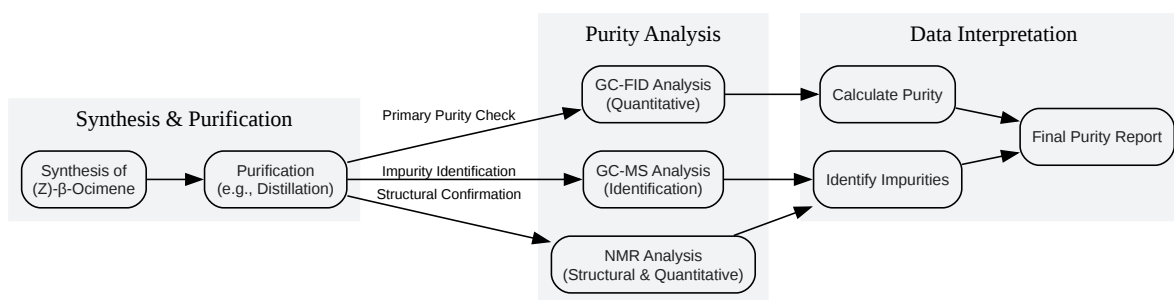 Synthesis & Purification
Synthesis of
(Z)-β-Ocimene
Purification
(e.g., Distillation)
Primary Purity Check
Impurity Identification
Structural Confirmation
Purity Analysis
GC-FID Analysis
(Quantitative)
GC-MS Analysis
(Identification)
NMR Analysis
(Structural & Quantitative)
Data Interpretation
Calculate Purity
Identify Impurities
Final Purity Report